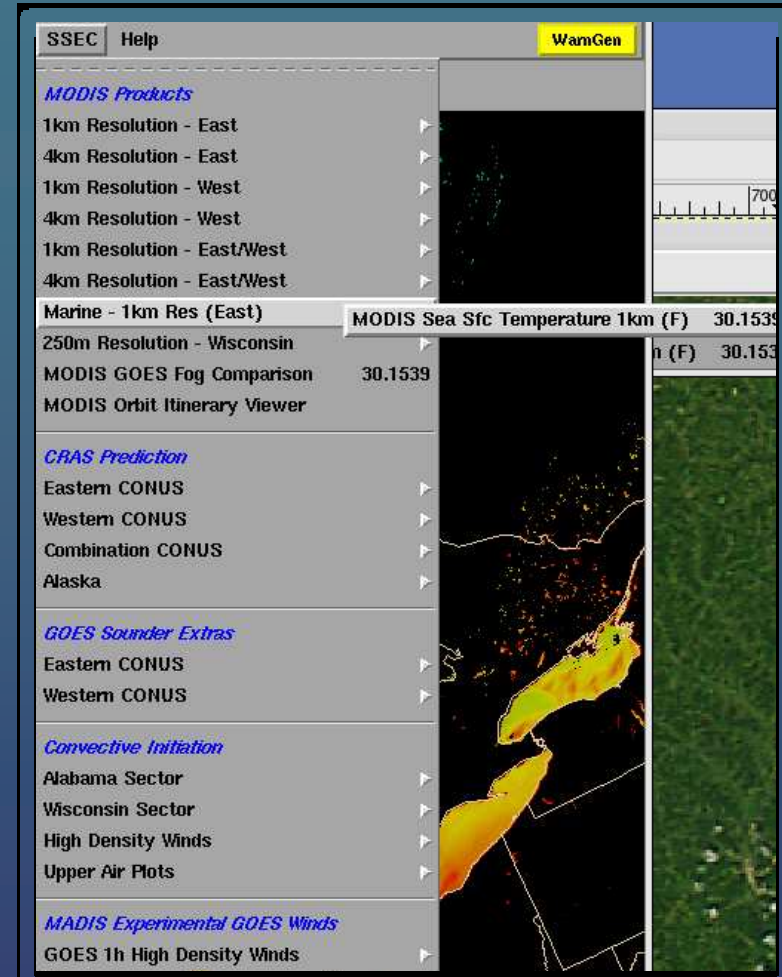 SSEC Help WarnGen
MODIS Products
1km Resolution - East
4km Resolution - East
1km Resolution - West
4km Resolution - West
700
1km Resolution - East/West
4km Resolution - East/West
Marine - 1km Res (East)
MODIS Sea Sfc Temperature 1km (F) 30.1539
250m Resolution - Wisconsin
(F) 30.153
MODIS GOES Fog Comparison 30.1539
MODIS Orbit Itinerary Viewer
CRAS Prediction
Eastern CONUS
Western CONUS
Combination CONUS
Alaska
GOES Sounder Extras
Eastern CONUS
Western CONUS
Convective Initiation
Alabama Sector
Wisconsin Sector
High Density Winds
Upper Air Plots
MADIS Experimental GOES Winds
GOES 1h High Density Winds